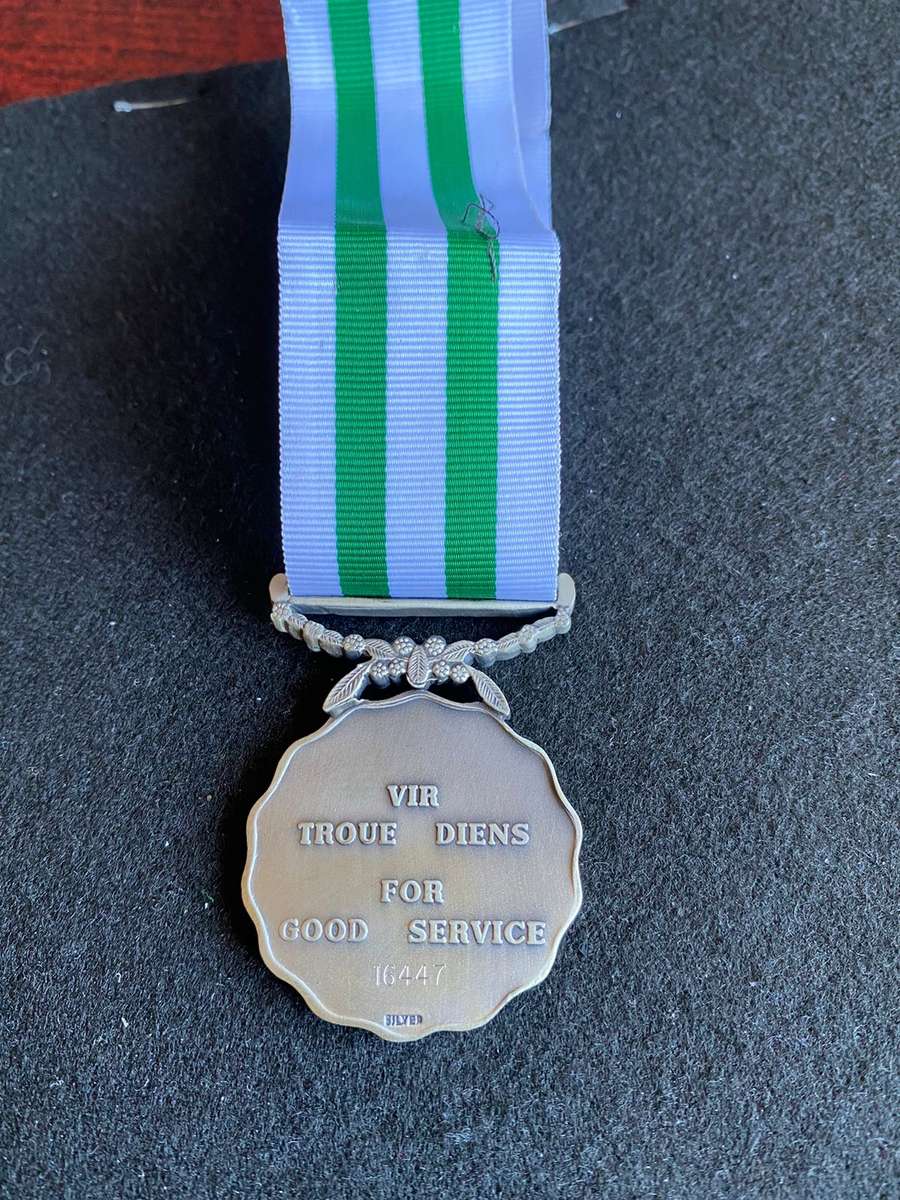 VIR
TROUE DIENS
FOR
GOOD SERVICE
16447
SILVER